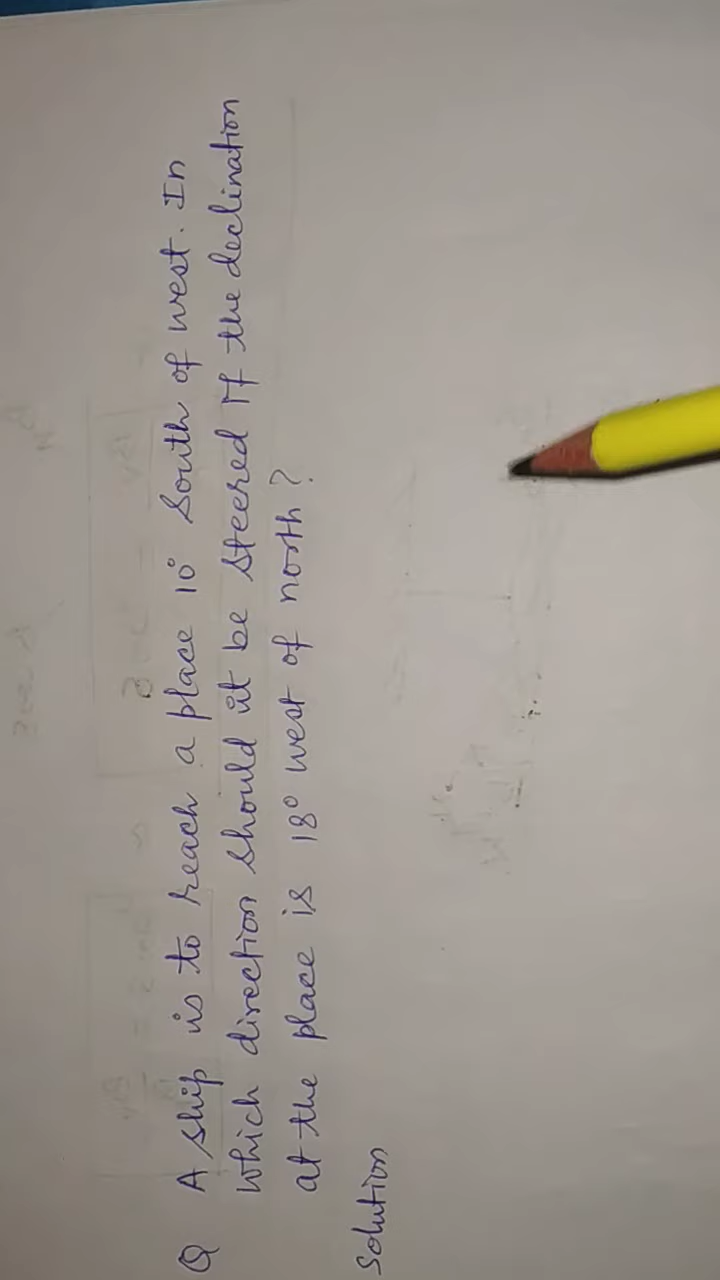 Q A ship is to reach a place 10° South of west. In
which direction should it be steered if the declination
at the place is 18° west of north?
Solution